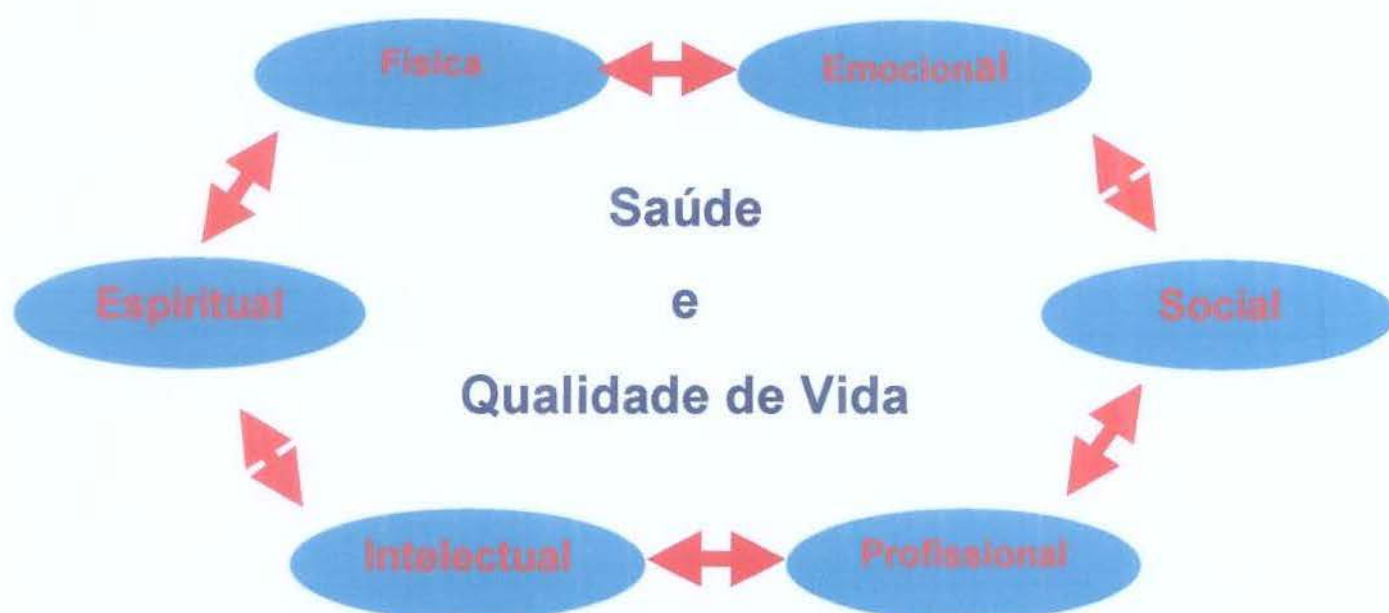 Física
Emocional
Saúde
e
Espiritual
Social
Qualidade de Vida
Intelectual
Profissional